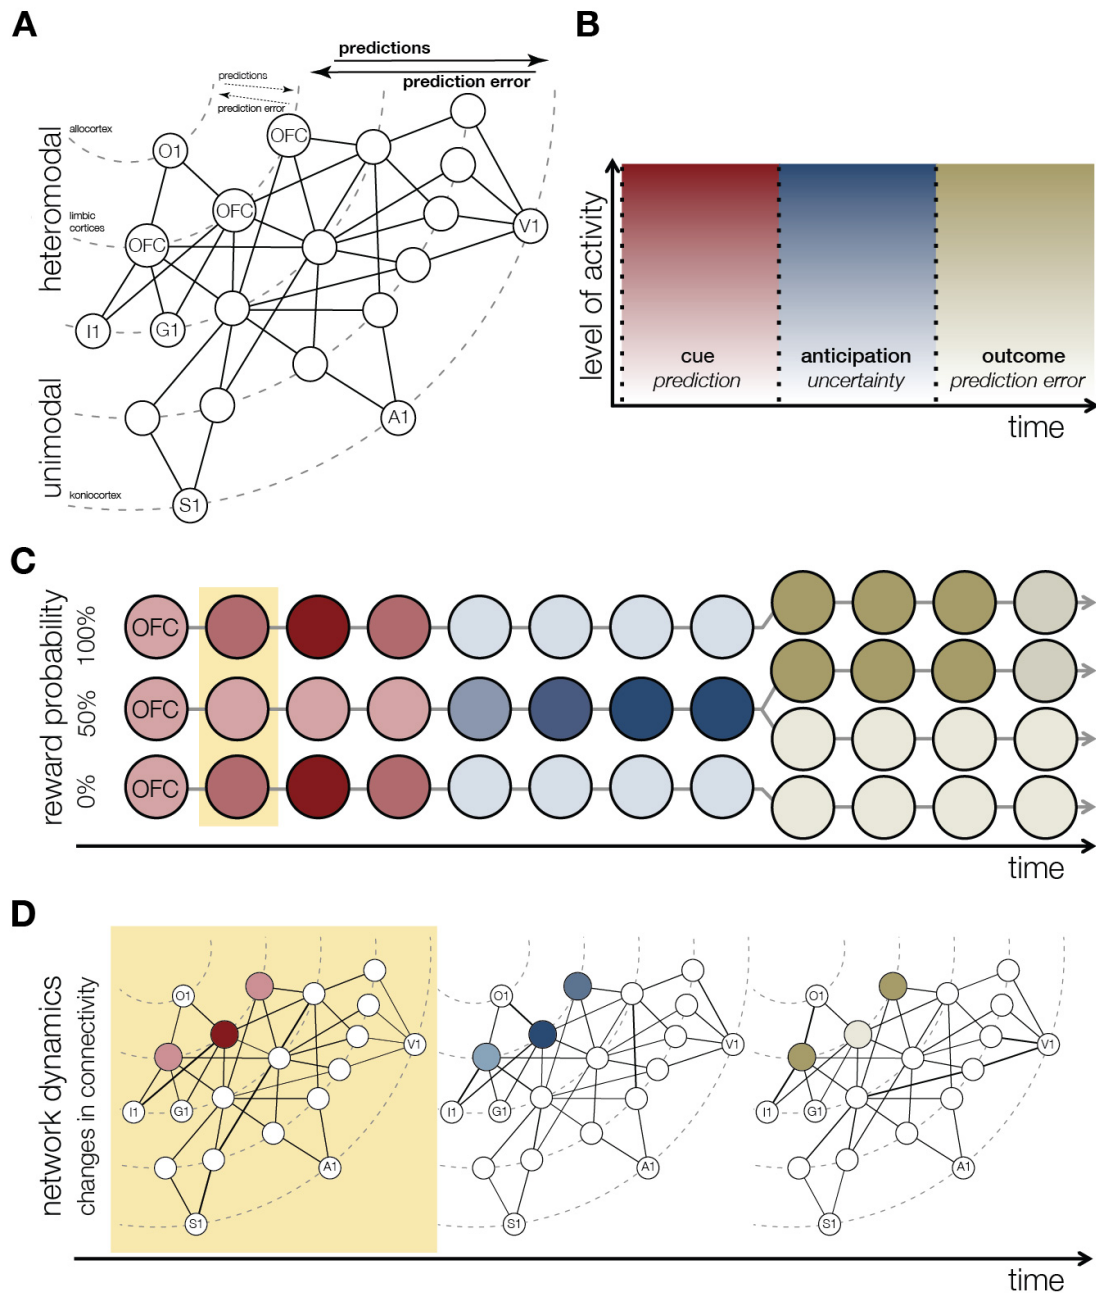 A
predictions
prediction error
predictions
prediction error
heteromodal
unimodal
allocortex
limbic
cortices
koniocortex
O1
OFC
OFC
OFC
V1
I1
G1
A1
S1
B
level of activity
cue
prediction
anticipation
uncertainty
outcome
prediction error
time
C
reward probability
100%
50%
0%
OFC
OFC
OFC
time
D
network dynamics
changes in connectivity
O1
V1
I1
G1
A1
S1
O1
V1
I1
G1
A1
S1
O1
V1
I1
G1
A1
S1
time